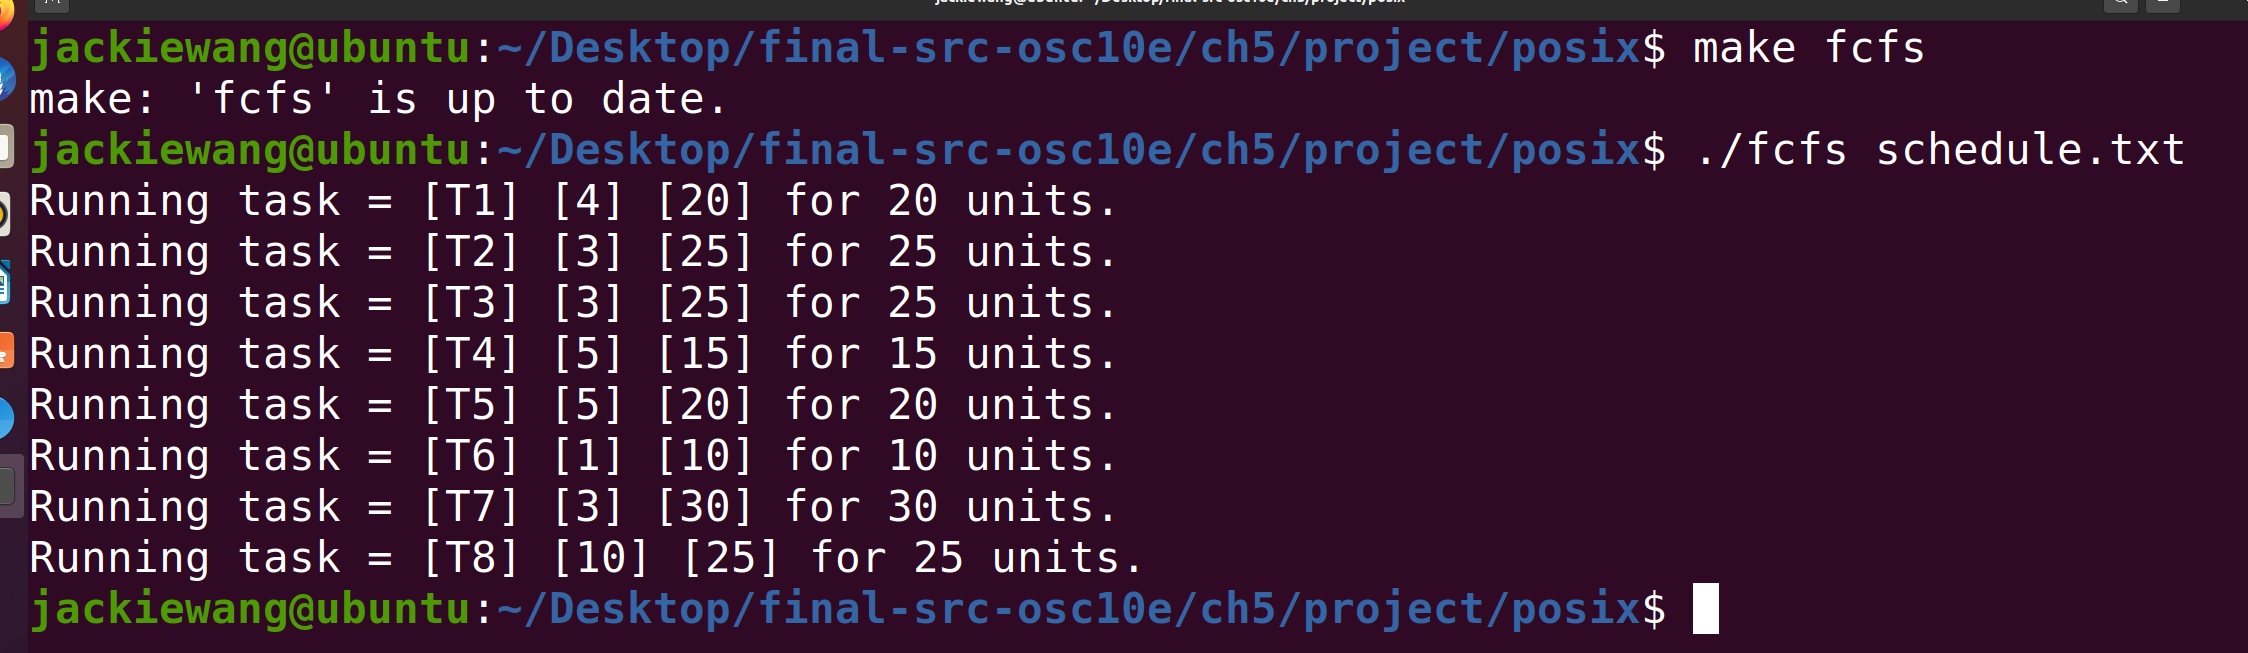 jackiewang@ubuntu:~/Desktop/final-src-osc10e/ch5/project/posix$ make fcfs
make: 'fcfs' is up to date.
jackiewang@ubuntu:~/Desktop/final-src-osc10e/ch5/project/posix$ ./fcfs schedule.txt
Running task = [T1] [4] [20] for 20 units.
Running task = [T2] [3] [25] for 25 units.
Running task = [T3] [3] [25] for 25 units.
Running task = [T4] [5] [15] for 15 units.
Running task = [T5] [5] [20] for 20 units.
Running task = [T6] [1] [10] for 10 units.
Running task = [T7] [3] [30] for 30 units.
Running task = [T8] [10] [25] for 25 units.
jackiewang@ubuntu:~/Desktop/final-src-osc10e/ch5/project/posix$